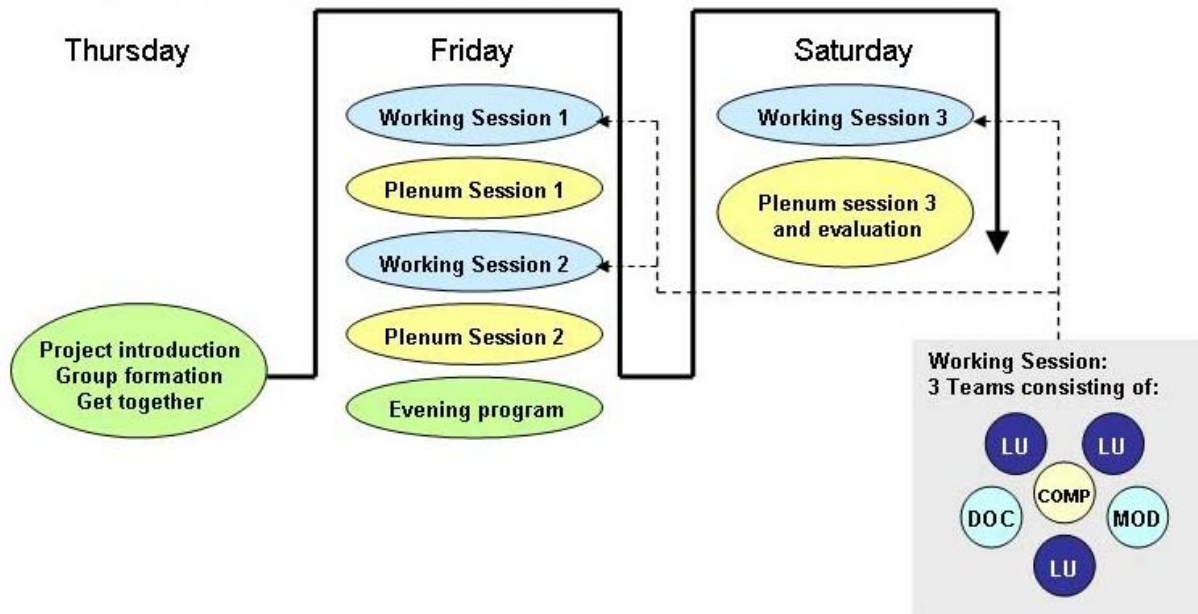 Thursday
Project introduction
Group formation
Get together
Friday
Working Session 1
Plenum Session 1
Working Session 2
Plenum Session 2
Evening program
Saturday
Working Session 3
Plenum session 3
and evaluation
Working Session:
3 Teams consisting of:
LU
LU
COMP
DOC
MOD
LU